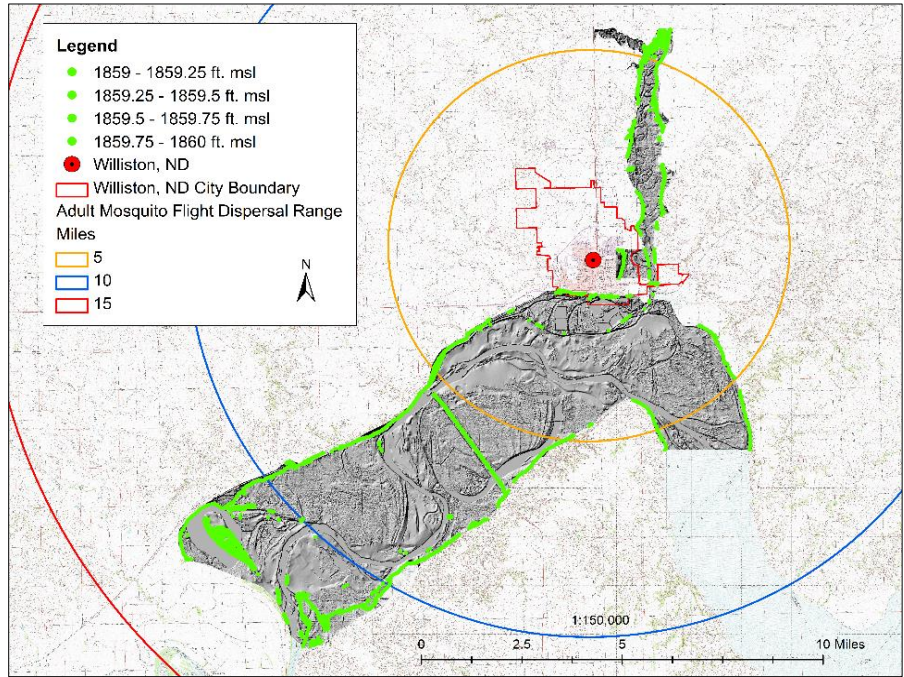 Legend
1859 - 1859.25 ft. msl
1859.25 - 1859.5 ft. msl
1859.5 - 1859.75 ft. msl
1859.75 - 1860 ft. msl
Williston, ND
Williston, ND City Boundary
Adult Mosquito Flight Dispersal Range
Miles
5
10
15
N
1:150,000
0 2.5 5 10 Miles